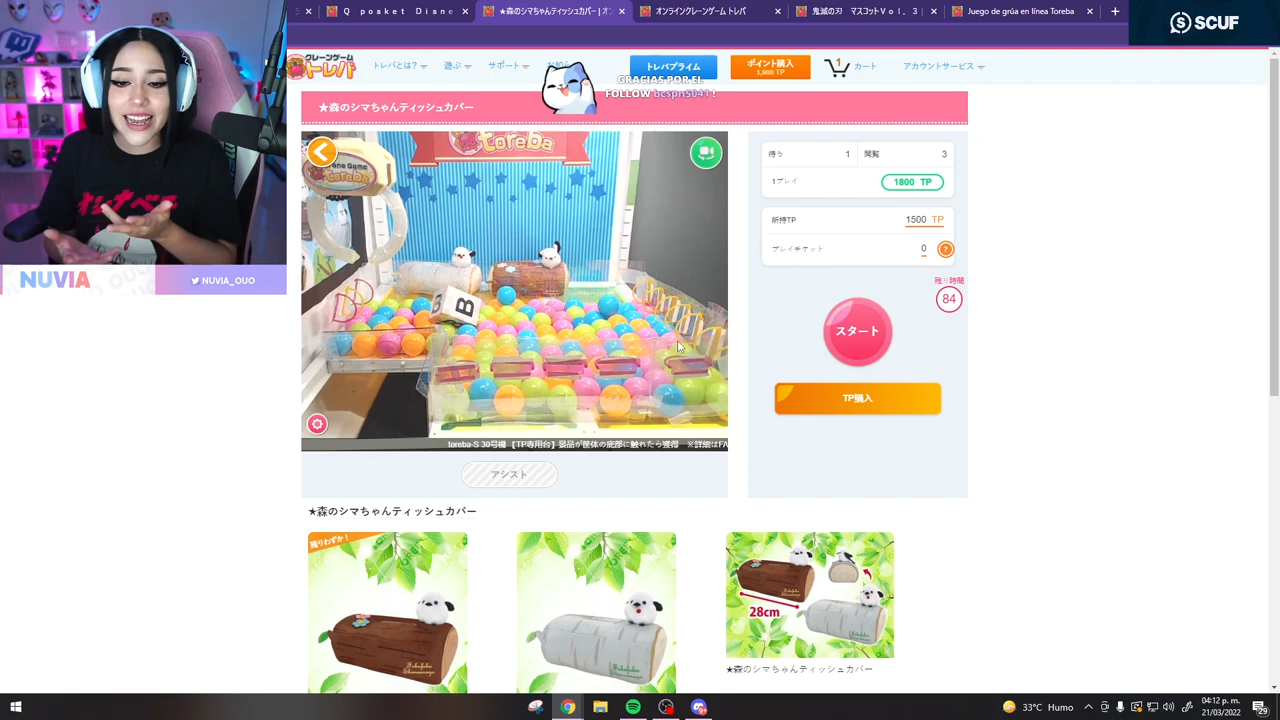 Q posket Disne
★森のシマちゃんティッシュカバー | オン
オンラインクレーンゲームトレバ
鬼滅の刃 マスコットVol. 3
Juego de grúa en línea Toreba
SCUF
クレーンゲーム
トレバ
トレバとは？
遊ぶ
サポート
お知ら
トレバプライム
ポイント購入
カート
1
アカウントサービス
GRACIAS POR EL
FOLLOW bcspn5041!
★森のシマちゃんティッシュカバー
toreba
Crane Game
toreba
B
待ち 1
閲覧 3
1プレイ 1800 TP
所持TP 1500 TP
プレイチケット 0 ?
残り時間
84
スタート
TP購入
toreba-S 30号機 【TP専用台】景品が筐体の底部に触れたら獲得 ※詳細はFA
アシスト
NUVIA
NUVIA_OUO
★森のシマちゃんティッシュカバー
残りわずか！
28cm
★森のシマちゃんティッシュカバー
33°C Humo
04:12 p. m.
21/03/2022